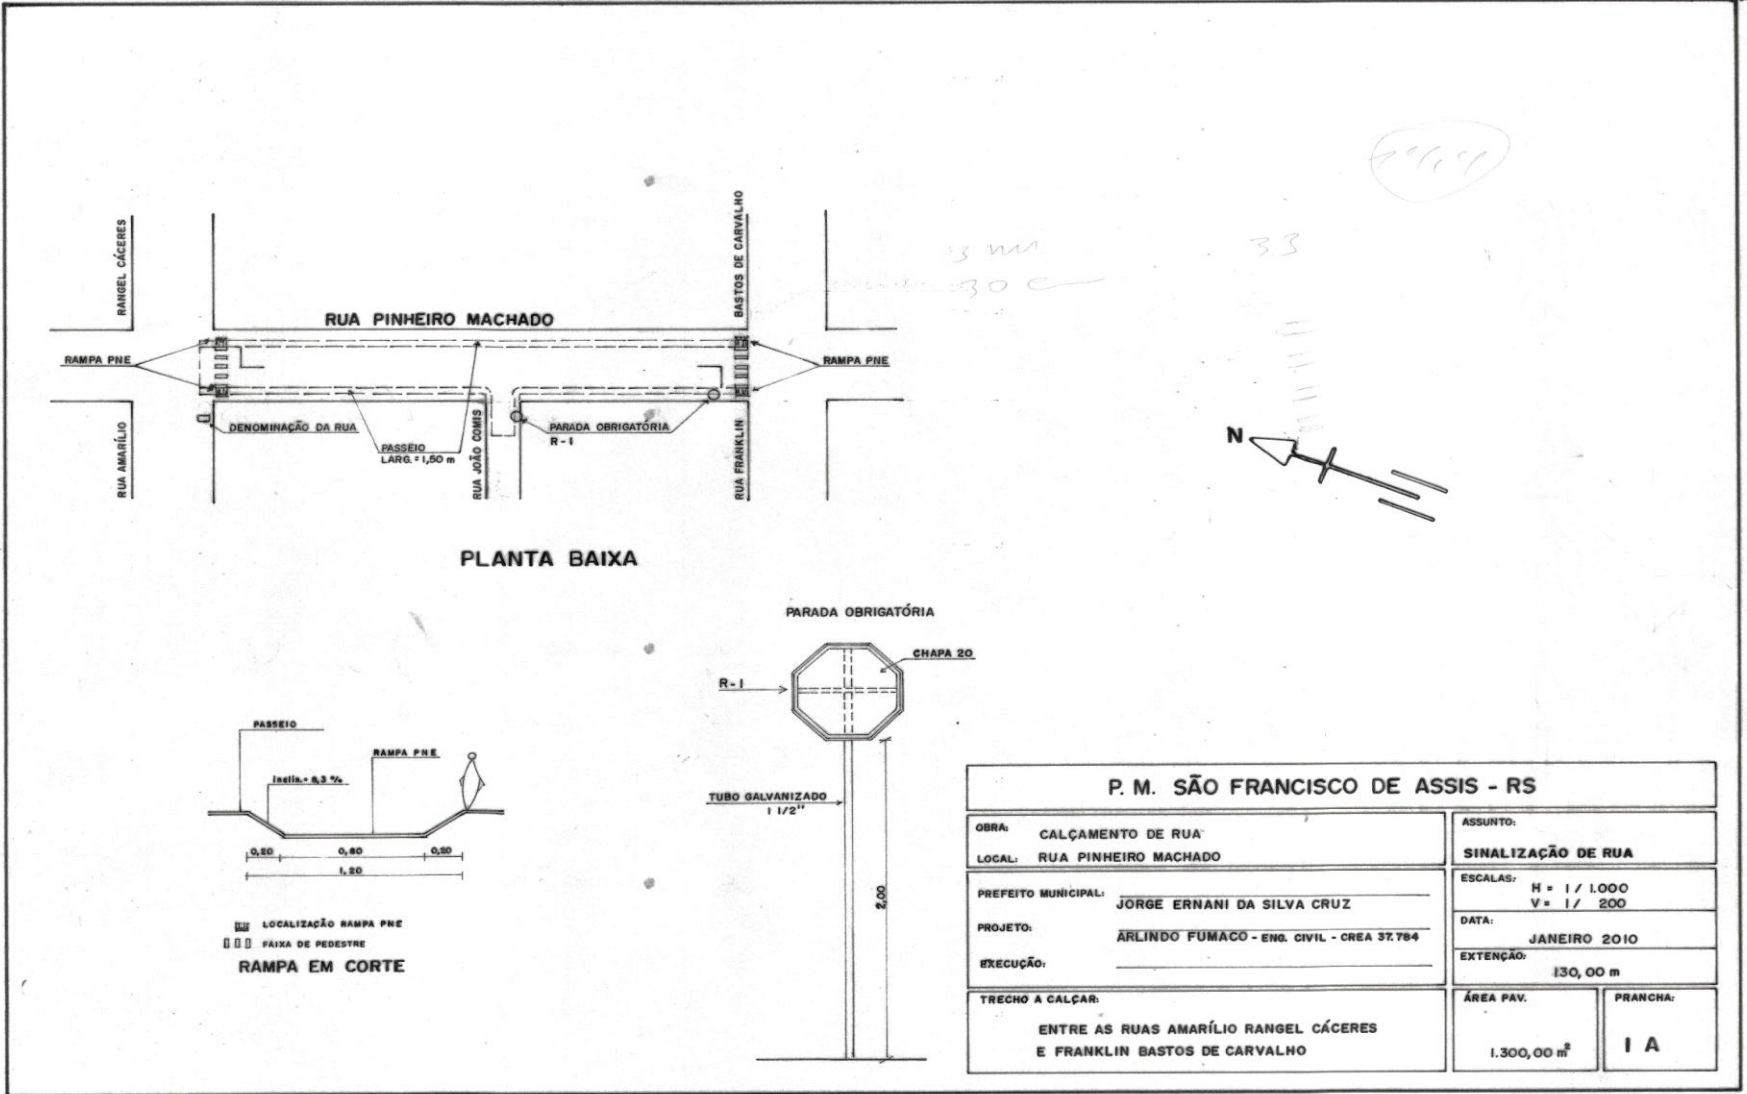 RANGEL CÁCERES
BASTOS DE CARVALHO
RUA PINHEIRO MACHADO
RAMPA PNE
RAMPA PNE
DENOMINAÇÃO DA RUA
PARADA OBRIGATÓRIA
R-1
PASSEIO
LARG.=1,50 m
RUA AMARÍLIO
RUA JOÃO COMIS
RUA FRANKLIN
PLANTA BAIXA
3 m
30 c
33
N
PARADA OBRIGATÓRIA
CHAPA 20
R-1
TUBO GALVANIZADO
1 1/2"
2,00
PASSEIO
RAMPA PNE
Inclin.= 8,3 %
0,20
0,80
0,20
1,20
LOCALIZAÇÃO RAMPA PNE
FAIXA DE PEDESTRE
RAMPA EM CORTE
P. M. SÃO FRANCISCO DE ASSIS - RS
OBRA: CALÇAMENTO DE RUA
LOCAL: RUA PINHEIRO MACHADO
ASSUNTO:
SINALIZAÇÃO DE RUA
PREFEITO MUNICIPAL:
JORGE ERNANI DA SILVA CRUZ
PROJETO:
ARLINDO FUMACO - ENG. CIVIL - CREA 37.784
EXECUÇÃO:
ESCALAS:
H = 1 / 1.000
V = 1 / 200
DATA:
JANEIRO 2010
EXTENÇÃO:
130,00 m
TRECHO A CALÇAR:
ENTRE AS RUAS AMARÍLIO RANGEL CÁCERES
E FRANKLIN BASTOS DE CARVALHO
ÁREA PAV.
1.300,00 m²
PRANCHA:
1 A